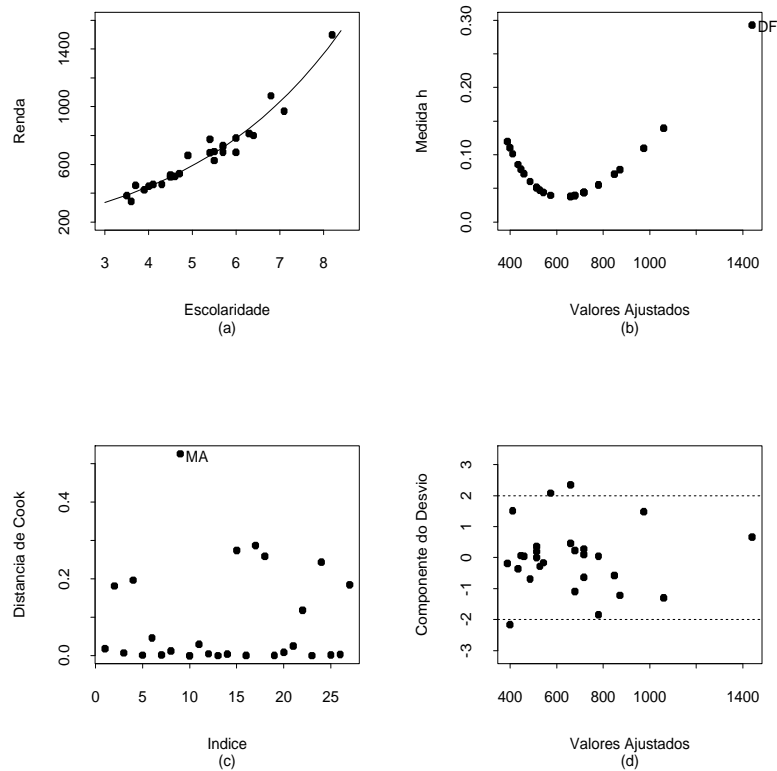 Renda
200 600 1000 1400
3 4 5 6 7 8
Escolaridade
(a)
Medida h
0.0 0.10 0.20 0.30
DF
400 600 800 1000 1400
Valores Ajustados
(b)
Distancia de Cook
0.0 0.2 0.4
MA
0 5 10 15 20 25
Indice
(c)
Componente do Desvio
-3 -2 -1 0 1 2 3
400 600 800 1000 1400
Valores Ajustados
(d)